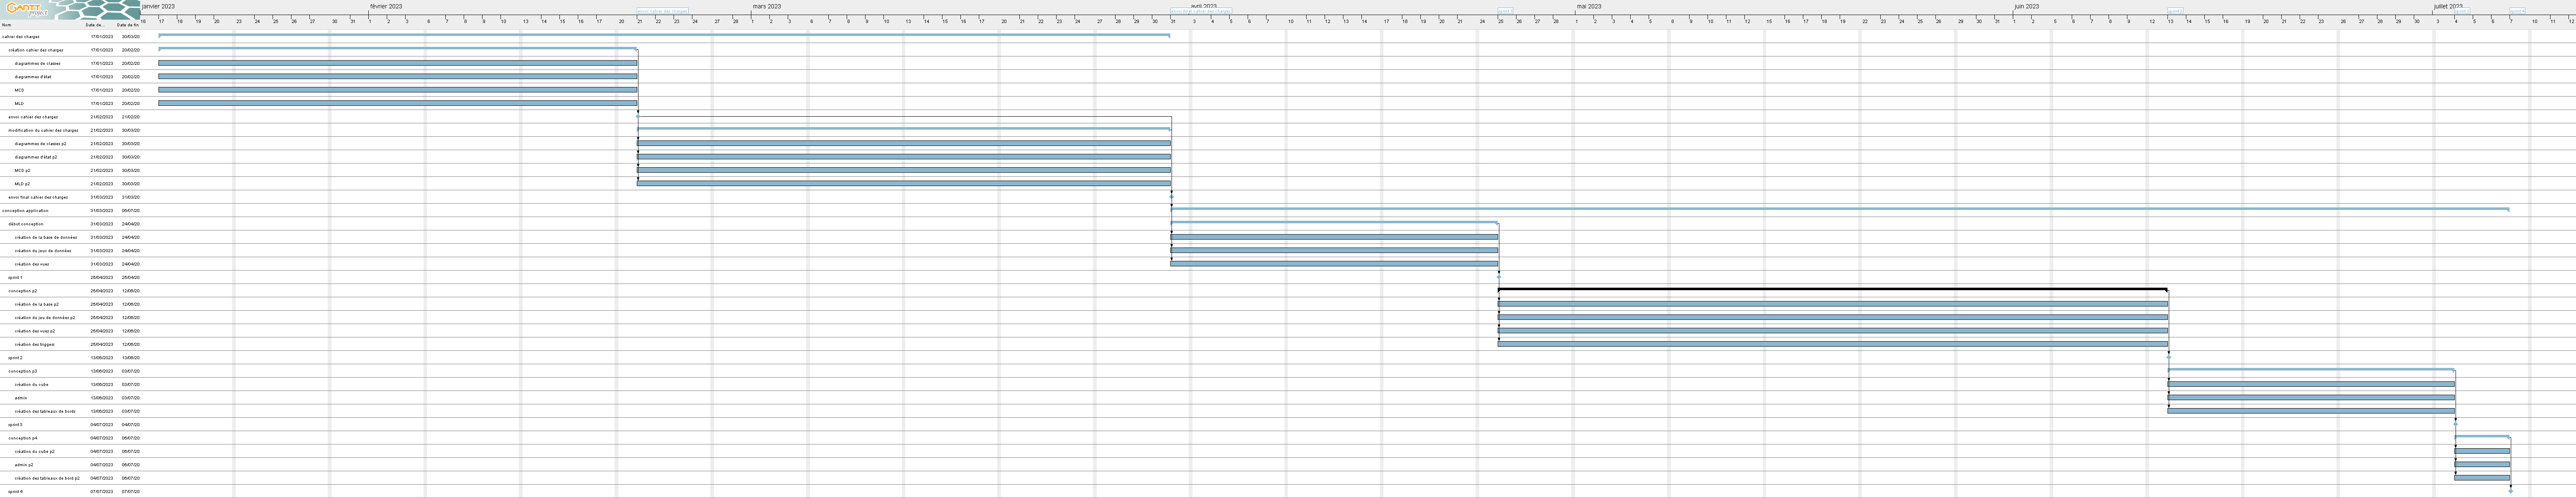 GANTT project
janvier 2023 février 2023 mars 2023 avril 2023 mai 2023 juin 2023 juillet 2023
envoi cahier des charges envoi final cahier des charges sprint 1 sprint 2 sprint 3 sprint 4
Nom Date de... Date de fin
cahier des charges 17/01/2023 30/03/20
création cahier des charges 17/01/2023 20/02/20
diagrammes de classes 17/01/2023 20/02/20
diagrammes d'état 17/01/2023 20/02/20
MCD 17/01/2023 20/02/20
MLD 17/01/2023 20/02/20
envoi cahier des charges 21/02/2023 21/02/20
modification du cahier des charges 21/02/2023 30/03/20
diagrammes de classes p2 21/02/2023 30/03/20
diagrammes d'état p2 21/02/2023 30/03/20
MCD p2 21/02/2023 30/03/20
MLD p2 21/02/2023 30/03/20
envoi final cahier des charges 31/03/2023 31/03/20
conception application 31/03/2023 06/07/20
début conception 31/03/2023 24/04/20
création de la base de données 31/03/2023 24/04/20
création du jeux de données 31/03/2023 24/04/20
création des vues 31/03/2023 24/04/20
sprint 1 25/04/2023 25/04/20
conception p2 25/04/2023 12/06/20
création de la base p2 25/04/2023 12/06/20
création du jeu de données p2 25/04/2023 12/06/20
création des vues p2 25/04/2023 12/06/20
création des triggers 25/04/2023 12/06/20
sprint 2 13/06/2023 13/06/20
conception p3 13/06/2023 03/07/20
création du cube 13/06/2023 03/07/20
admin 13/06/2023 03/07/20
création des tableaux de bords 13/06/2023 03/07/20
sprint 3 04/07/2023 04/07/20
conception p4 04/07/2023 06/07/20
création du cube p2 04/07/2023 06/07/20
admin p2 04/07/2023 06/07/20
création des tableaux de bord p2 04/07/2023 06/07/20
sprint 4 07/07/2023 07/07/20